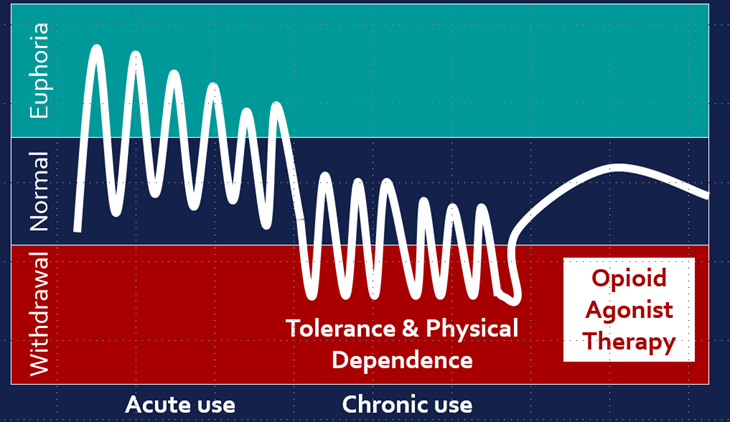 Euphoria
Normal
Withdrawal
Tolerance & Physical
Dependence
Opioid
Agonist
Therapy
Acute use
Chronic use